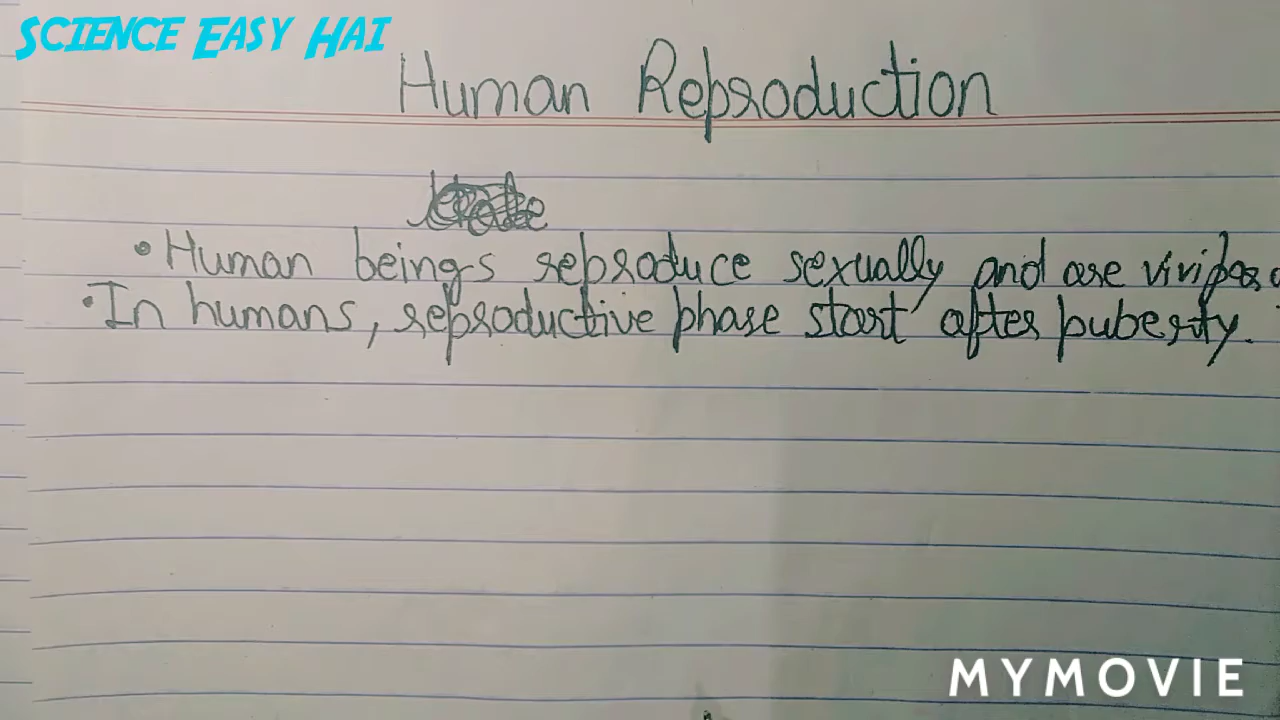 SCIENCE EASY HAI
Human Reproduction
• Human beings reproduce sexually and are
• In humans, reproductive phase start after puberty.
MYMOVIE